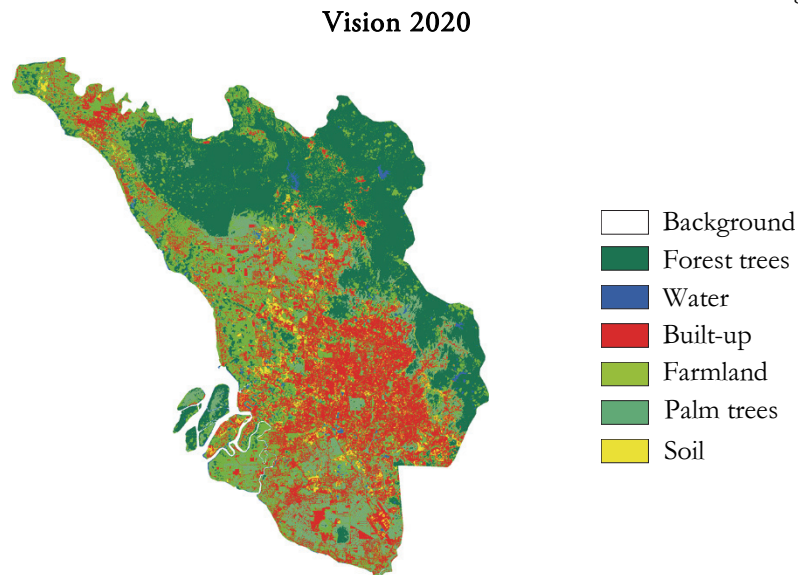 Vision 2020
Background
Forest trees
Water
Built-up
Farmland
Palm trees
Soil